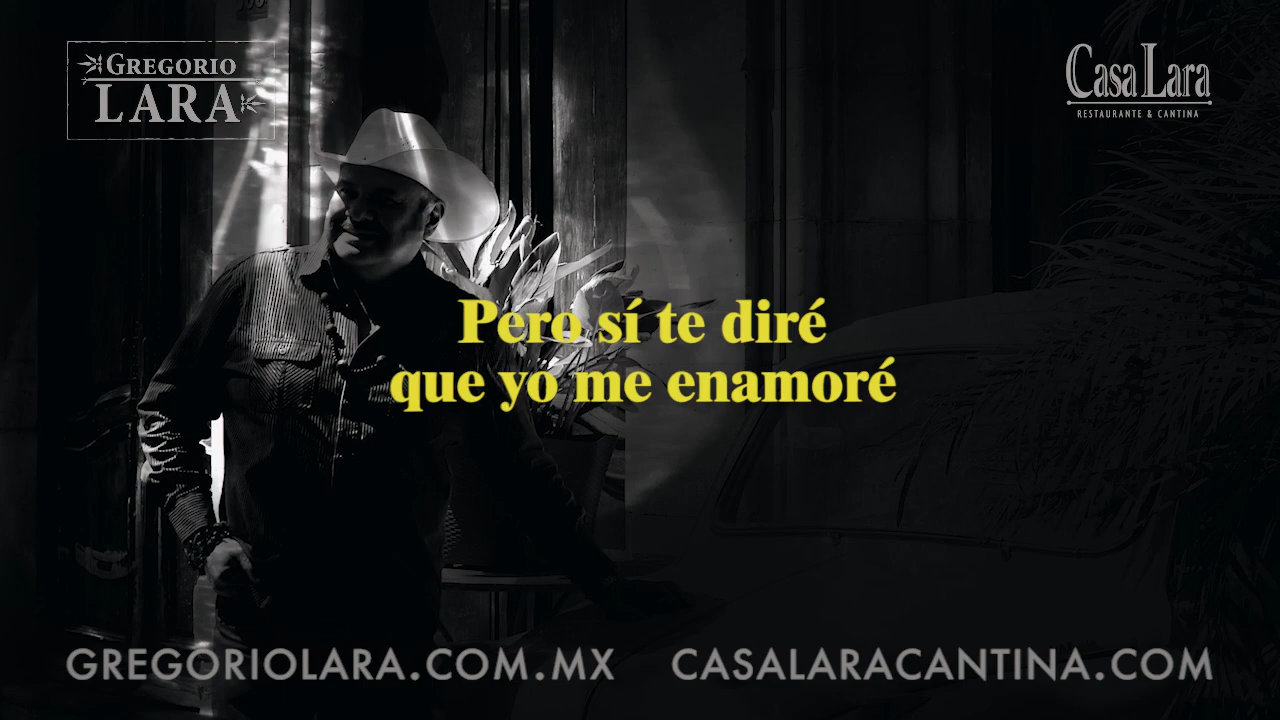 GREGORIO
LARA
Casa Lara
RESTAURANTE & CANTINA
Pero sí te diré
que yo me enamoré
GREGORIOLARA.COM.MX
CASALARACANTINA.COM